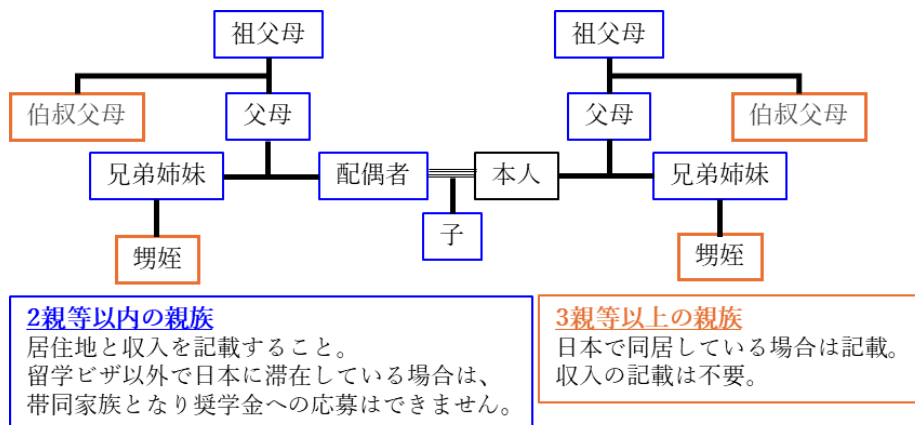 祖父母
祖父母
伯叔父母
父母
父母
伯叔父母
兄弟姉妹
配偶者
本人
兄弟姉妹
子
甥姪
甥姪
2親等以内の親族
居住地と収入を記載すること。
留学ビザ以外で日本に滞在している場合は、
帯同家族となり奨学金への応募はできません。
3親等以上の親族
日本で同居している場合は記載。
収入の記載は不要。